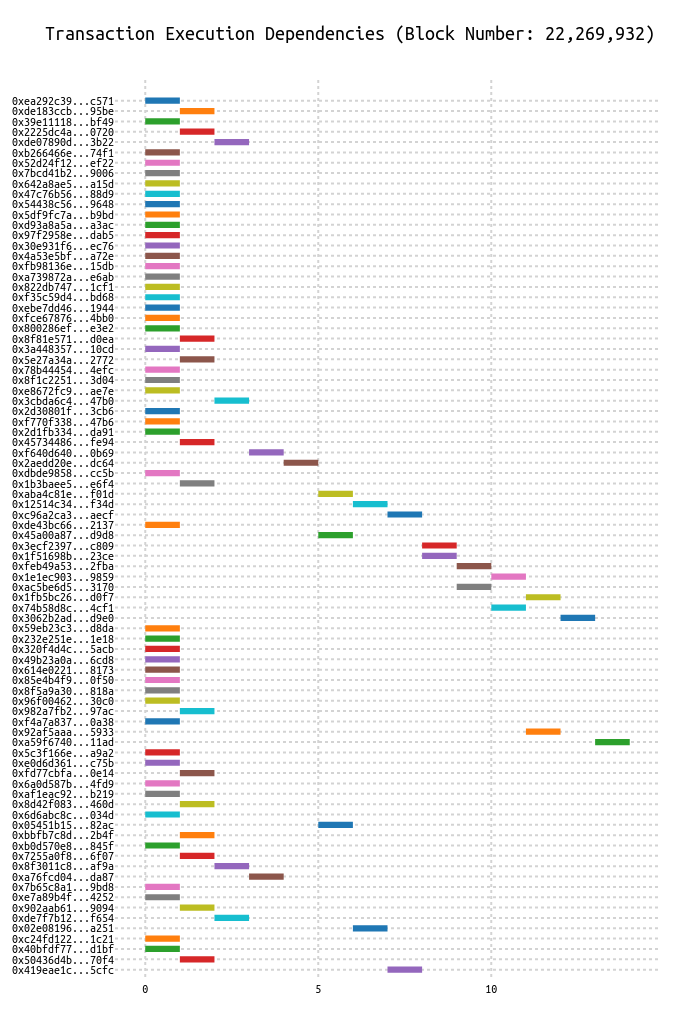 Transaction Execution Dependencies (Block Number: 22,269,932)
0xea292c39...c571
0xde183ccb...95be
0x39e11118...bf49
0x2225dc4a...0720
0xde07890d...3b22
0xb266466e...74f1
0x52d24f12...ef22
0x7bcd41b2...9006
0x642a8ae5...a15d
0x47c76b56...88d9
0x54438c56...9648
0x5df9fc7a...b9bd
0xd93a8a5a...a3ac
0x97f2958e...dab5
0x30e931f6...ec76
0x4a53e5bf...a72e
0xfb98136e...15db
0xa739872a...e6ab
0x822db747...1cf1
0xf35c59d4...bd68
0xebe7dd46...1944
0xfce67876...4bb0
0x800286ef...e3e2
0x8f81e571...d0ea
0x3a448357...10cd
0x5e27a34a...2772
0x78b44454...4efc
0x8f1c2251...3d04
0xe8672fc9...ae7e
0x3cbda6c4...47b0
0x2d30801f...3cb6
0xf770f338...47b6
0x2d1fb334...da91
0x45734486...fe94
0xf640d640...0b69
0x2aedd20e...dc64
0xdbde9858...cc5b
0x1b3baee5...e6f4
0xaba4c81e...f01d
0x12514c34...f34d
0xc96a2ca3...aecf
0xde43bc66...2137
0x45a00a87...d9d8
0x3ecf2397...c809
0x1f51698b...23ce
0xfeb49a53...2fba
0x1e1ec903...9859
0xac5be6d5...3170
0x1fb5bc26...d0f7
0x74b58d8c...4cf1
0x3062b2ad...d9e0
0x59eb23c3...d8da
0x232e251e...1e18
0x320f4d4c...5acb
0x49b23a0a...6cd8
0x614e0221...8173
0x85e4b4f9...0f50
0x8f5a9a30...818a
0x96f00462...30c0
0x982a7fb2...97ac
0xf4a7a837...0a38
0x92af5aaa...5933
0xa59f6740...11ad
0x5c3f166e...a9a2
0xe0d6d361...c75b
0xfd77cbfa...0e14
0x6a0d587b...4fd9
0xaf1eac92...b219
0x8d42f083...460d
0x6d6abc8c...034d
0x05451b15...82ac
0xbbfb7c8d...2b4f
0xb0d570e8...845f
0x7255a0f8...6f07
0x8f3011c8...af9a
0xa76fcd04...da87
0x7b65c8a1...9bd8
0xe7a89b4f...4252
0x902aab61...9094
0xde7f7b12...f654
0x02e08196...a251
0xc24fd122...1c21
0x40bfdf77...d1bf
0x50436d4b...70f4
0x419eae1c...5cfc
0 5 10